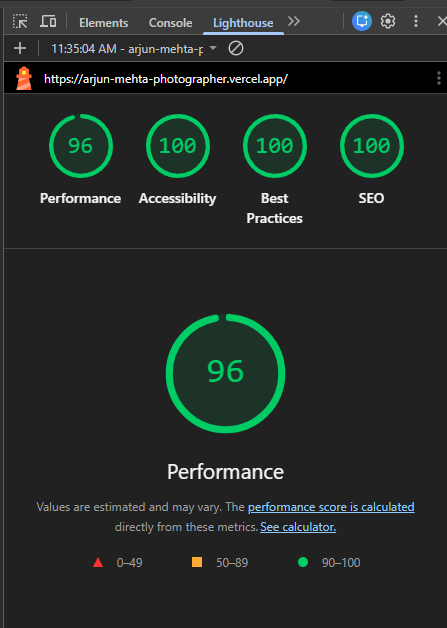 Elements Console Lighthouse
11:35:04 AM - arjun-mehta-p
https://arjun-mehta-photographer.vercel.app/
96 100 100 100
Performance Accessibility Best Practices SEO
96
Performance
Values are estimated and may vary. The performance score is calculated
directly from these metrics. See calculator.
0–49 50–89 90–100